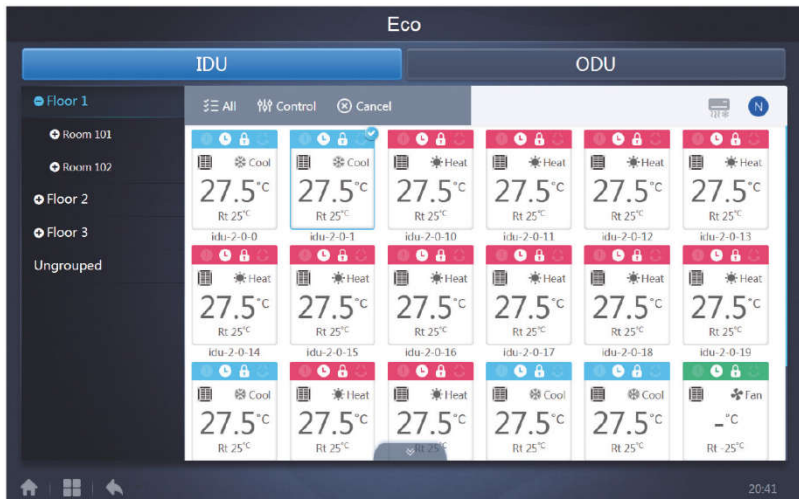 Eco
IDU ODU
Floor 1 All Control Cancel N
Room 101 Cool Cool Heat Heat Heat Heat
27.5°C 27.5°C 27.5°C 27.5°C 27.5°C 27.5°C
Room 102
Rt 25°C Rt 25°C Rt 25°C Rt 25°C Rt 25°C Rt 25°C
Floor 2
idu-2-0-0 idu-2-0-1 idu-2-0-10 idu-2-0-11 idu-2-0-12 idu-2-0-13
Floor 3
Ungrouped
Heat Heat Heat Heat Heat Heat
27.5°C 27.5°C 27.5°C 27.5°C 27.5°C 27.5°C
Rt 25°C Rt 25°C Rt 25°C Rt 25°C Rt 25°C Rt 25°C
idu-2-0-14 idu-2-0-15 idu-2-0-16 idu-2-0-17 idu-2-0-18 idu-2-0-19
Cool Heat Heat Cool Cool Fan
27.5°C 27.5°C 27.5°C 27.5°C 27.5°C -°C
Rt 25°C Rt 25°C Rt 25°C Rt 25°C Rt 25°C Rt -25°C
20:41